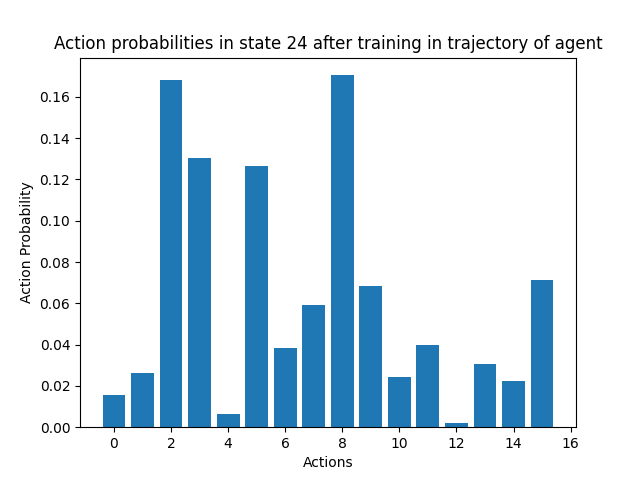 Action probabilities in state 24 after training in trajectory of agent
0.16
0.14
0.12
0.10
0.08
0.06
0.04
0.02
0.00
Action Probability
0 2 4 6 8 10 12 14 16
Actions